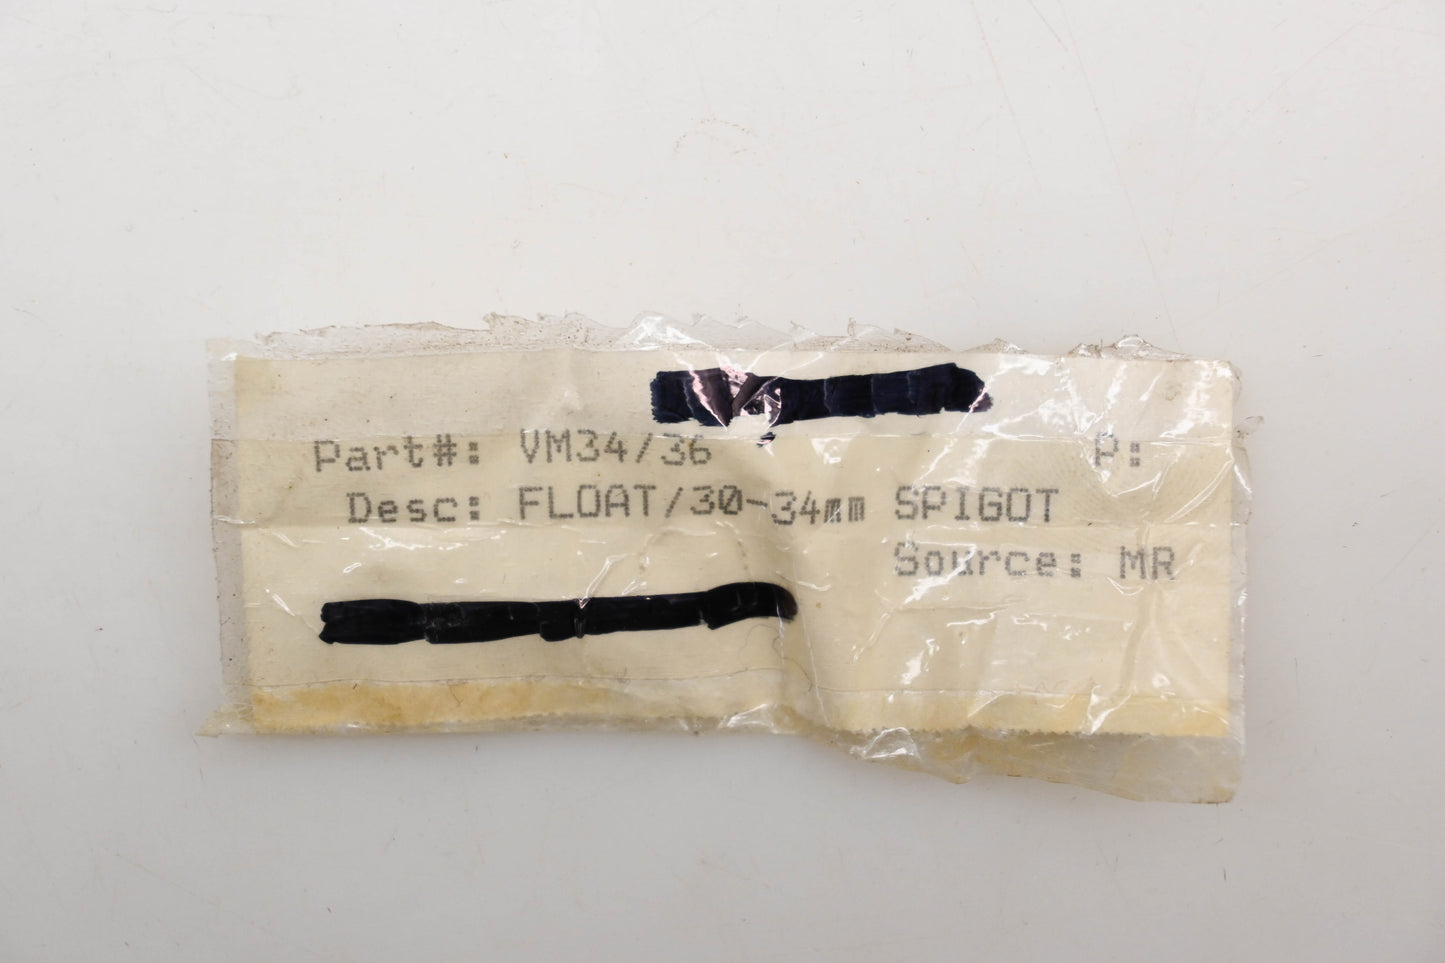 Part#: VM34/36 P:
Desc: FLOAT/30-34mm SPIGOT
Source: MR